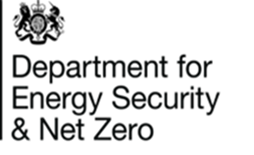 Department for
Energy Security
& Net Zero